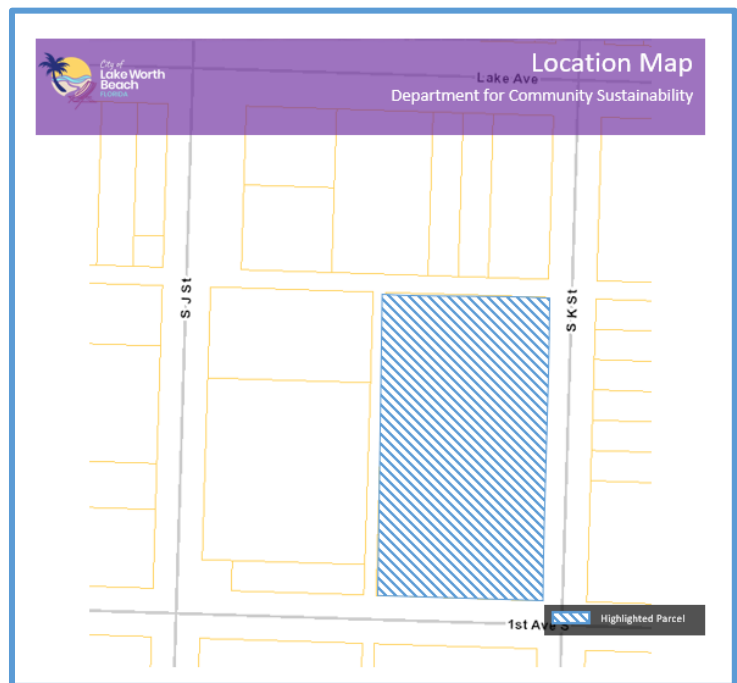 City of
Lake Worth
Beach
FLORIDA
Location Map
Department for Community Sustainability
Lake Ave
S J St
S K St
1st Ave S
Highlighted Parcel